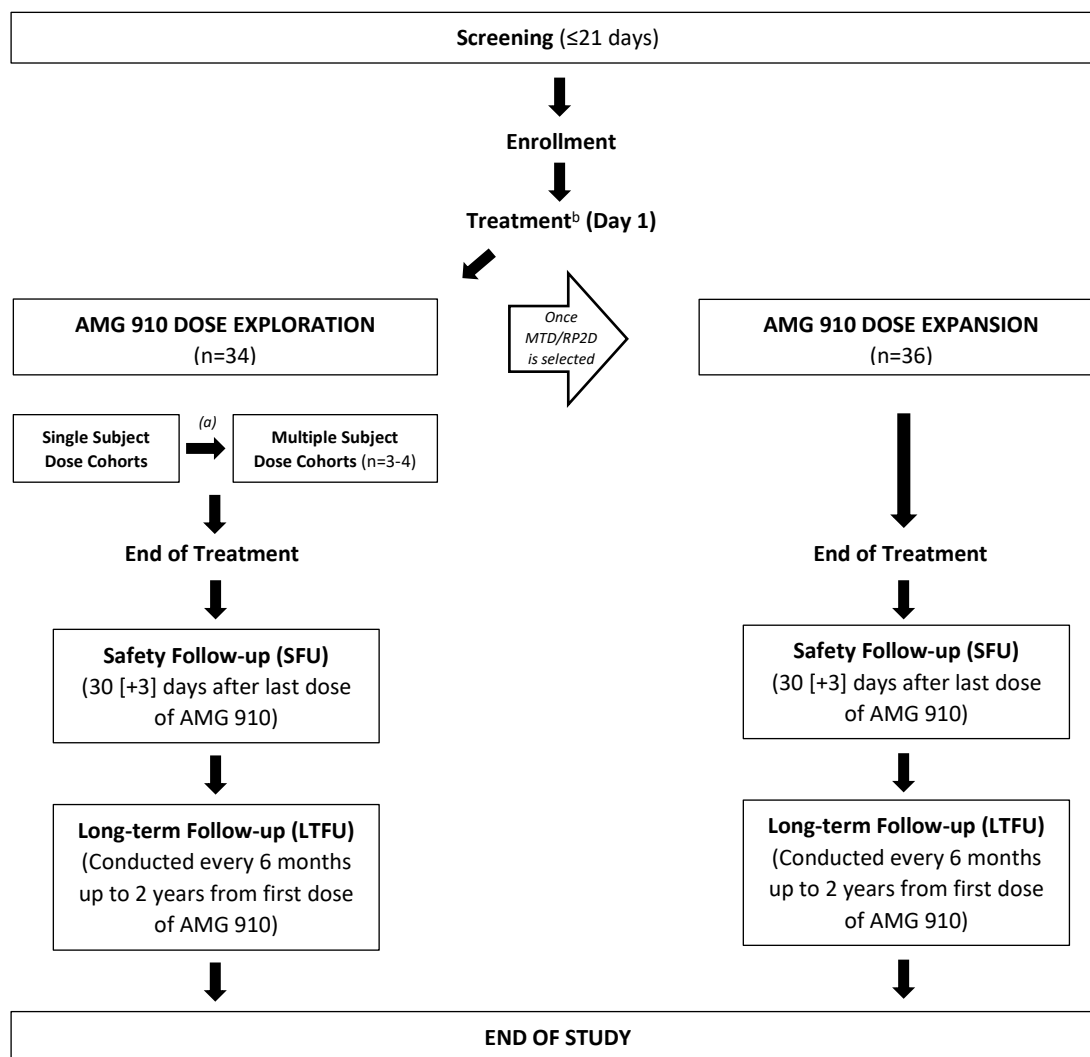 Screening (≤21 days)
Enrollment
Treatmentᵇ (Day 1)
AMG 910 DOSE EXPLORATION
(n=34)
Once
MTD/RP2D
is selected
AMG 910 DOSE EXPANSION
(n=36)
Single Subject
Dose Cohorts
(a)
Multiple Subject
Dose Cohorts (n=3-4)
End of Treatment
End of Treatment
Safety Follow-up (SFU)
(30 [+3] days after last dose
of AMG 910)
Safety Follow-up (SFU)
(30 [+3] days after last dose
of AMG 910)
Long-term Follow-up (LTFU)
(Conducted every 6 months
up to 2 years from first dose
of AMG 910)
Long-term Follow-up (LTFU)
(Conducted every 6 months
up to 2 years from first dose
of AMG 910)
END OF STUDY